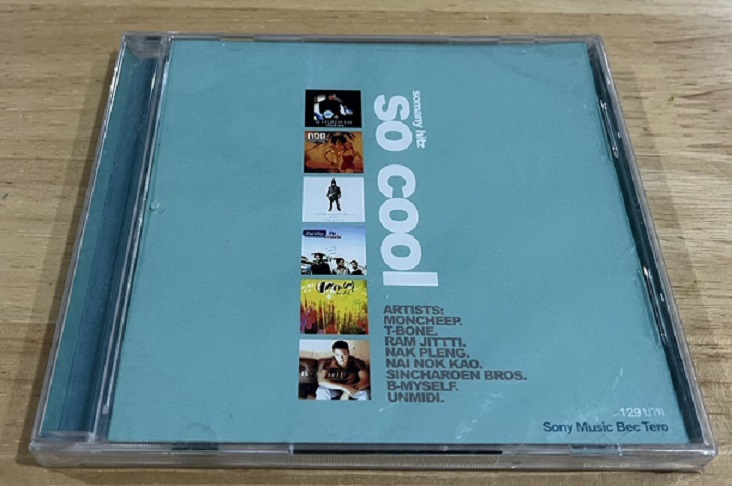 somany hitz
so cool
ARTISTS:
MONCHEEP.
T-BONE.
RAM JITTTI.
NAK PLENG.
NAI NOK KAO.
SINCHAROEN BROS.
B-MYSELF.
UNMIDI.
129 บาท
Sony Music Bec Tero